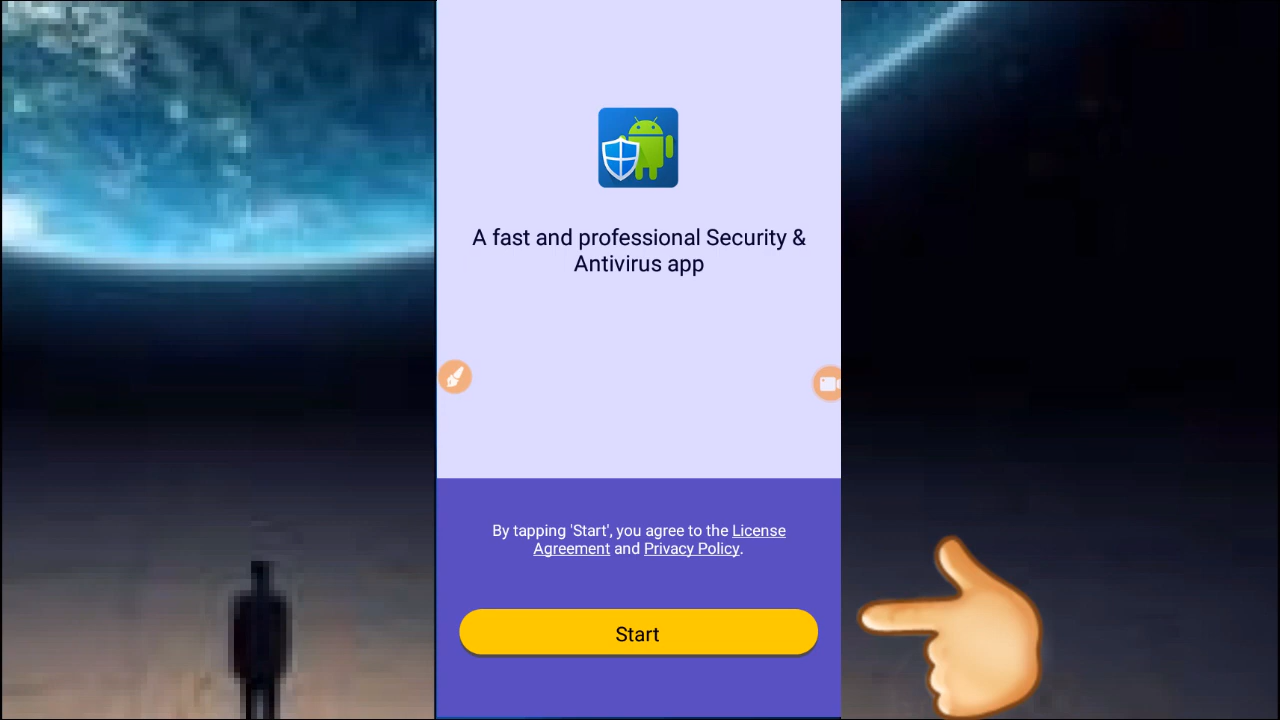 A fast and professional Security &
Antivirus app
By tapping 'Start', you agree to the License
Agreement and Privacy Policy.
Start